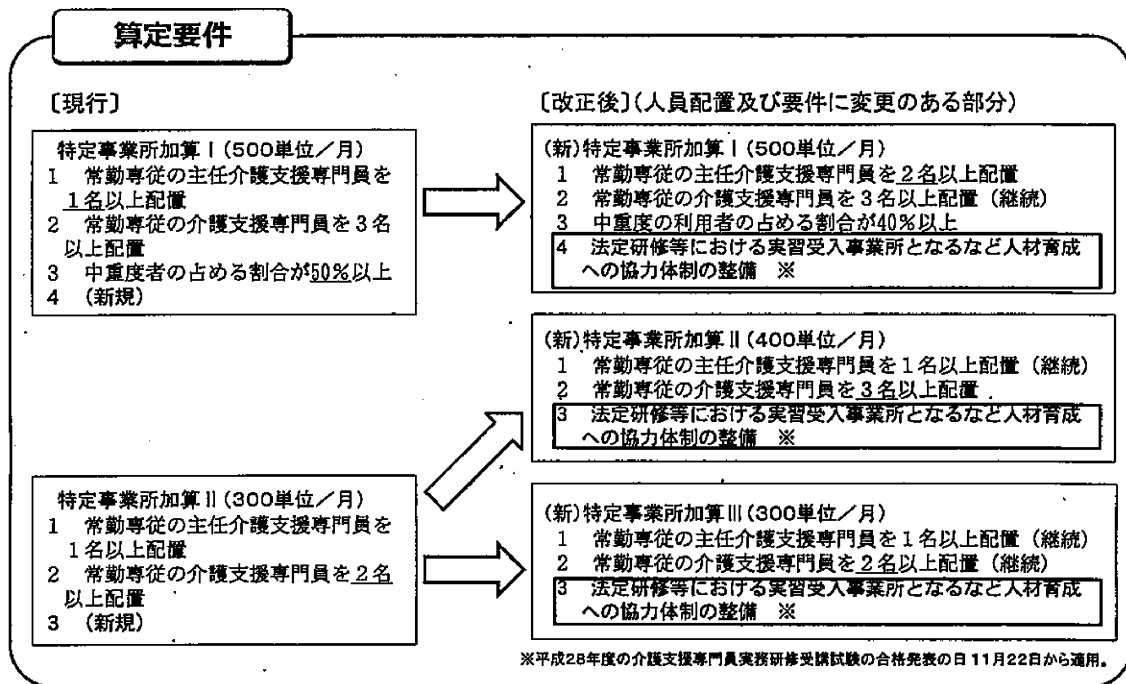 算定要件
〔現行〕
特定事業所加算Ⅰ(500単位／月)
1 常勤専従の主任介護支援専門員を
1名以上配置
2 常勤専従の介護支援専門員を3名
以上配置
3 中重度者の占める割合が50%以上
4 (新規)
特定事業所加算Ⅱ(300単位／月)
1 常勤専従の主任介護支援専門員を
1名以上配置
2 常勤専従の介護支援専門員を2名
以上配置
3 (新規)
〔改正後〕(人員配置及び要件に変更のある部分)
(新)特定事業所加算Ⅰ(500単位／月)
1 常勤専従の主任介護支援専門員を2名以上配置
2 常勤専従の介護支援専門員を3名以上配置(継続)
3 中重度の利用者の占める割合が40%以上
4 法定研修等における実習受入事業所となるなど人材育成
への協力体制の整備 ※
(新)特定事業所加算Ⅱ(400単位／月)
1 常勤専従の主任介護支援専門員を1名以上配置(継続)
2 常勤専従の介護支援専門員を3名以上配置
3 法定研修等における実習受入事業所となるなど人材育成
への協力体制の整備 ※
(新)特定事業所加算Ⅲ(300単位／月)
1 常勤専従の主任介護支援専門員を1名以上配置(継続)
2 常勤専従の介護支援専門員を2名以上配置(継続)
3 法定研修等における実習受入事業所となるなど人材育成
への協力体制の整備 ※
※平成28年度の介護支援専門員実務研修受講試験の合格発表の日11月22日から適用。